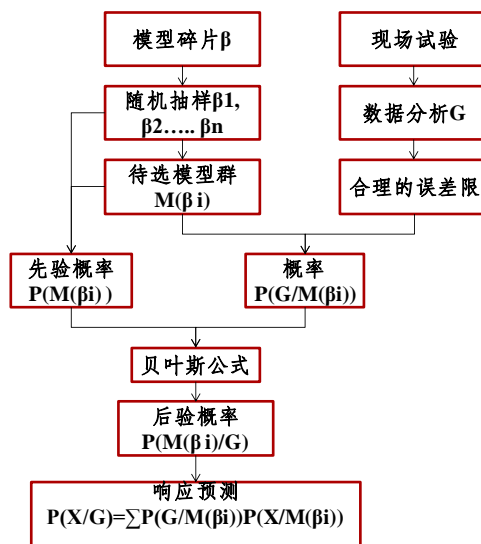 模型碎片β
现场试验
随机抽样β1,
β2….. βn
数据分析G
待选模型群
M(β i)
合理的误差限
先验概率
P(M(βi) )
概率
P(G/M(βi))
贝叶斯公式
后验概率
P(M(β i)/G)
响应预测
P(X/G)=∑P(G/M(βi))P(X/M(βi))